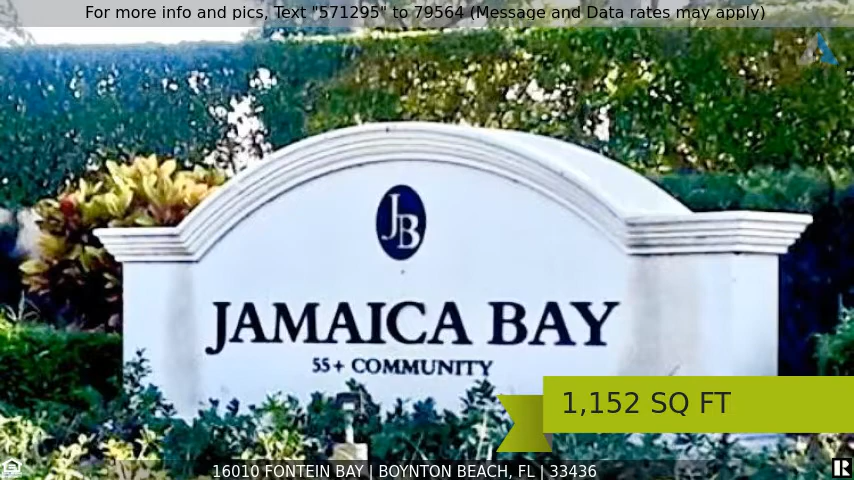 For more info and pics, Text "571295" to 79564 (Message and Data rates may apply)
JB
JAMAICA BAY
55+ COMMUNITY
1,152 SQ FT
16010 FONTEIN BAY | BOYNTON BEACH, FL | 33436